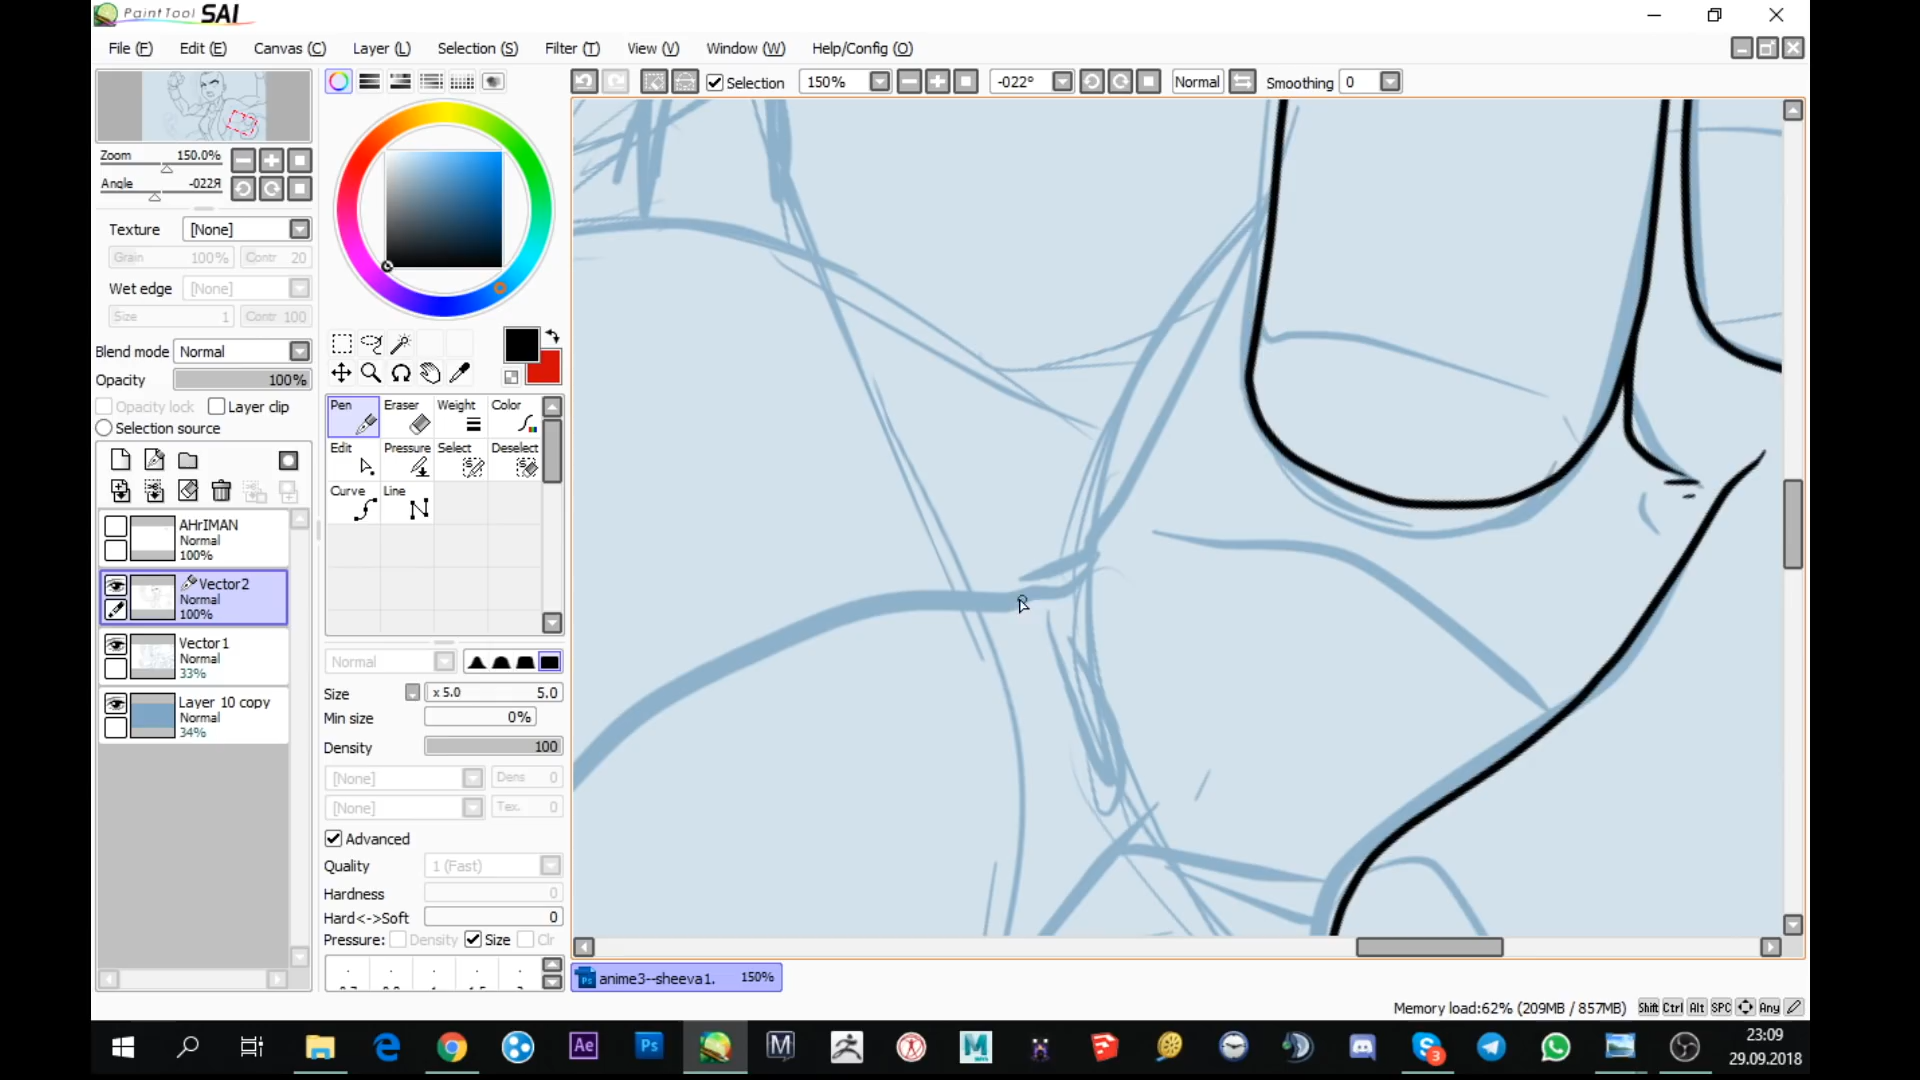 PaintTool SAI
File (F) Edit (E) Canvas (C) Layer (L) Selection (S) Filter (T) View (V) Window (W) Help/Config (O)
Selection 150% -022° Normal Smoothing 0
Zoom 150.0%
Angle -022Я
Texture [None]
Grain 100% Contr 20
Wet edge [None]
Size 1 Contr 100
Blend mode Normal
Opacity 100%
Opacity lock Layer clip
Selection source
AHrIMAN
Normal
100%
Vector2
Normal
100%
Vector1
Normal
33%
Layer 10 copy
Normal
34%
Pen Eraser Weight Color
Edit Pressure Select Deselect
Curve Line
Normal
Size x 5.0 5.0
Min size 0%
Density 100
[None] Dens 0
[None] Tex. 0
Advanced
Quality 1 (Fast)
Hardness 0
Hard<->Soft 0
Pressure: Density Size Clr
anime3--sheeva1. 150%
Memory load:62% (209MB / 857MB) Shift Ctrl Alt SPC Any
Ae Ps M M 3
23:09
29.09.2018